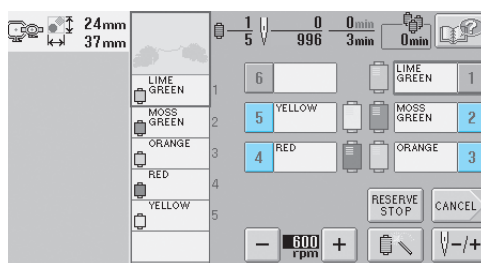 24mm
37mm
1
5
0
996
0min
3min
0min
LIME
GREEN
1
MOSS
GREEN
2
ORANGE
3
RED
4
YELLOW
5
6
LIME
GREEN
1
5
YELLOW
MOSS
GREEN
2
4
RED
ORANGE
3
RESERVE
STOP
CANCEL
−
600
rpm
+
−/+